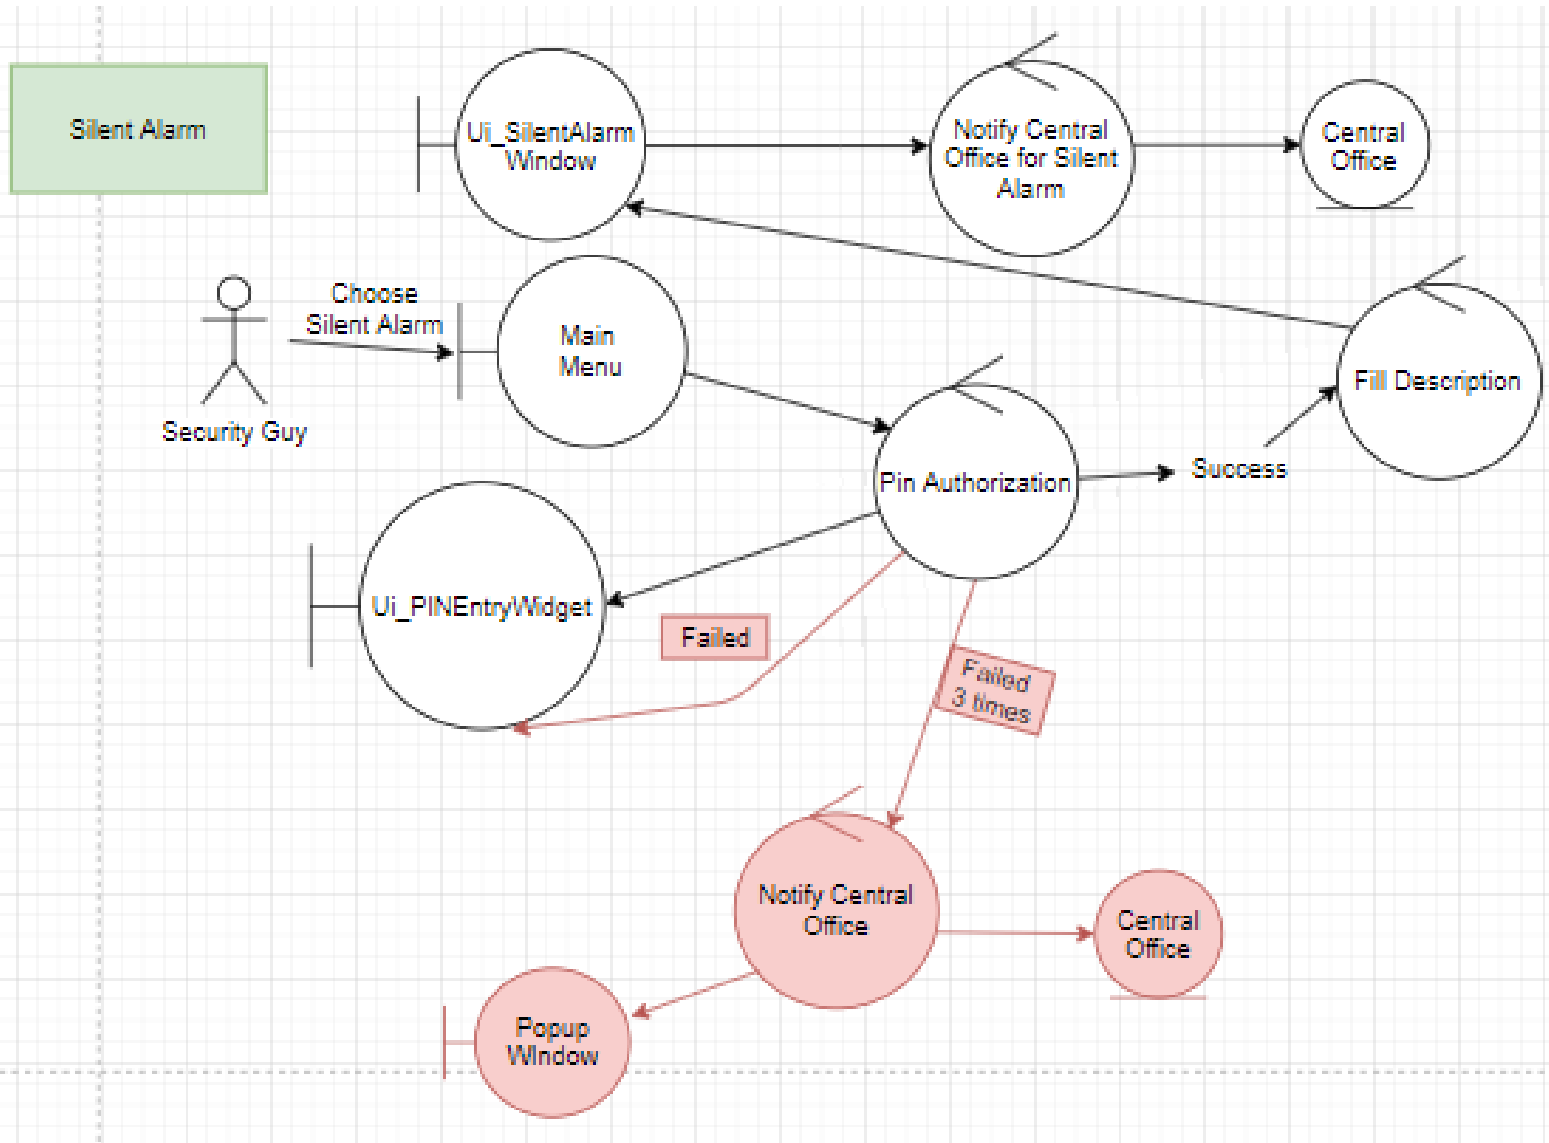 Silent Alarm
Ui_SilentAlarm
Window
Notify Central
Office for Silent
Alarm
Central
Office
Choose
Silent Alarm
Security Guy
Main
Menu
Fill Description
Pin Authorization
Success
Ui_PINEntryWidget
Failed
Failed
3 times
Notify Central
Office
Central
Office
Popup
WIndow